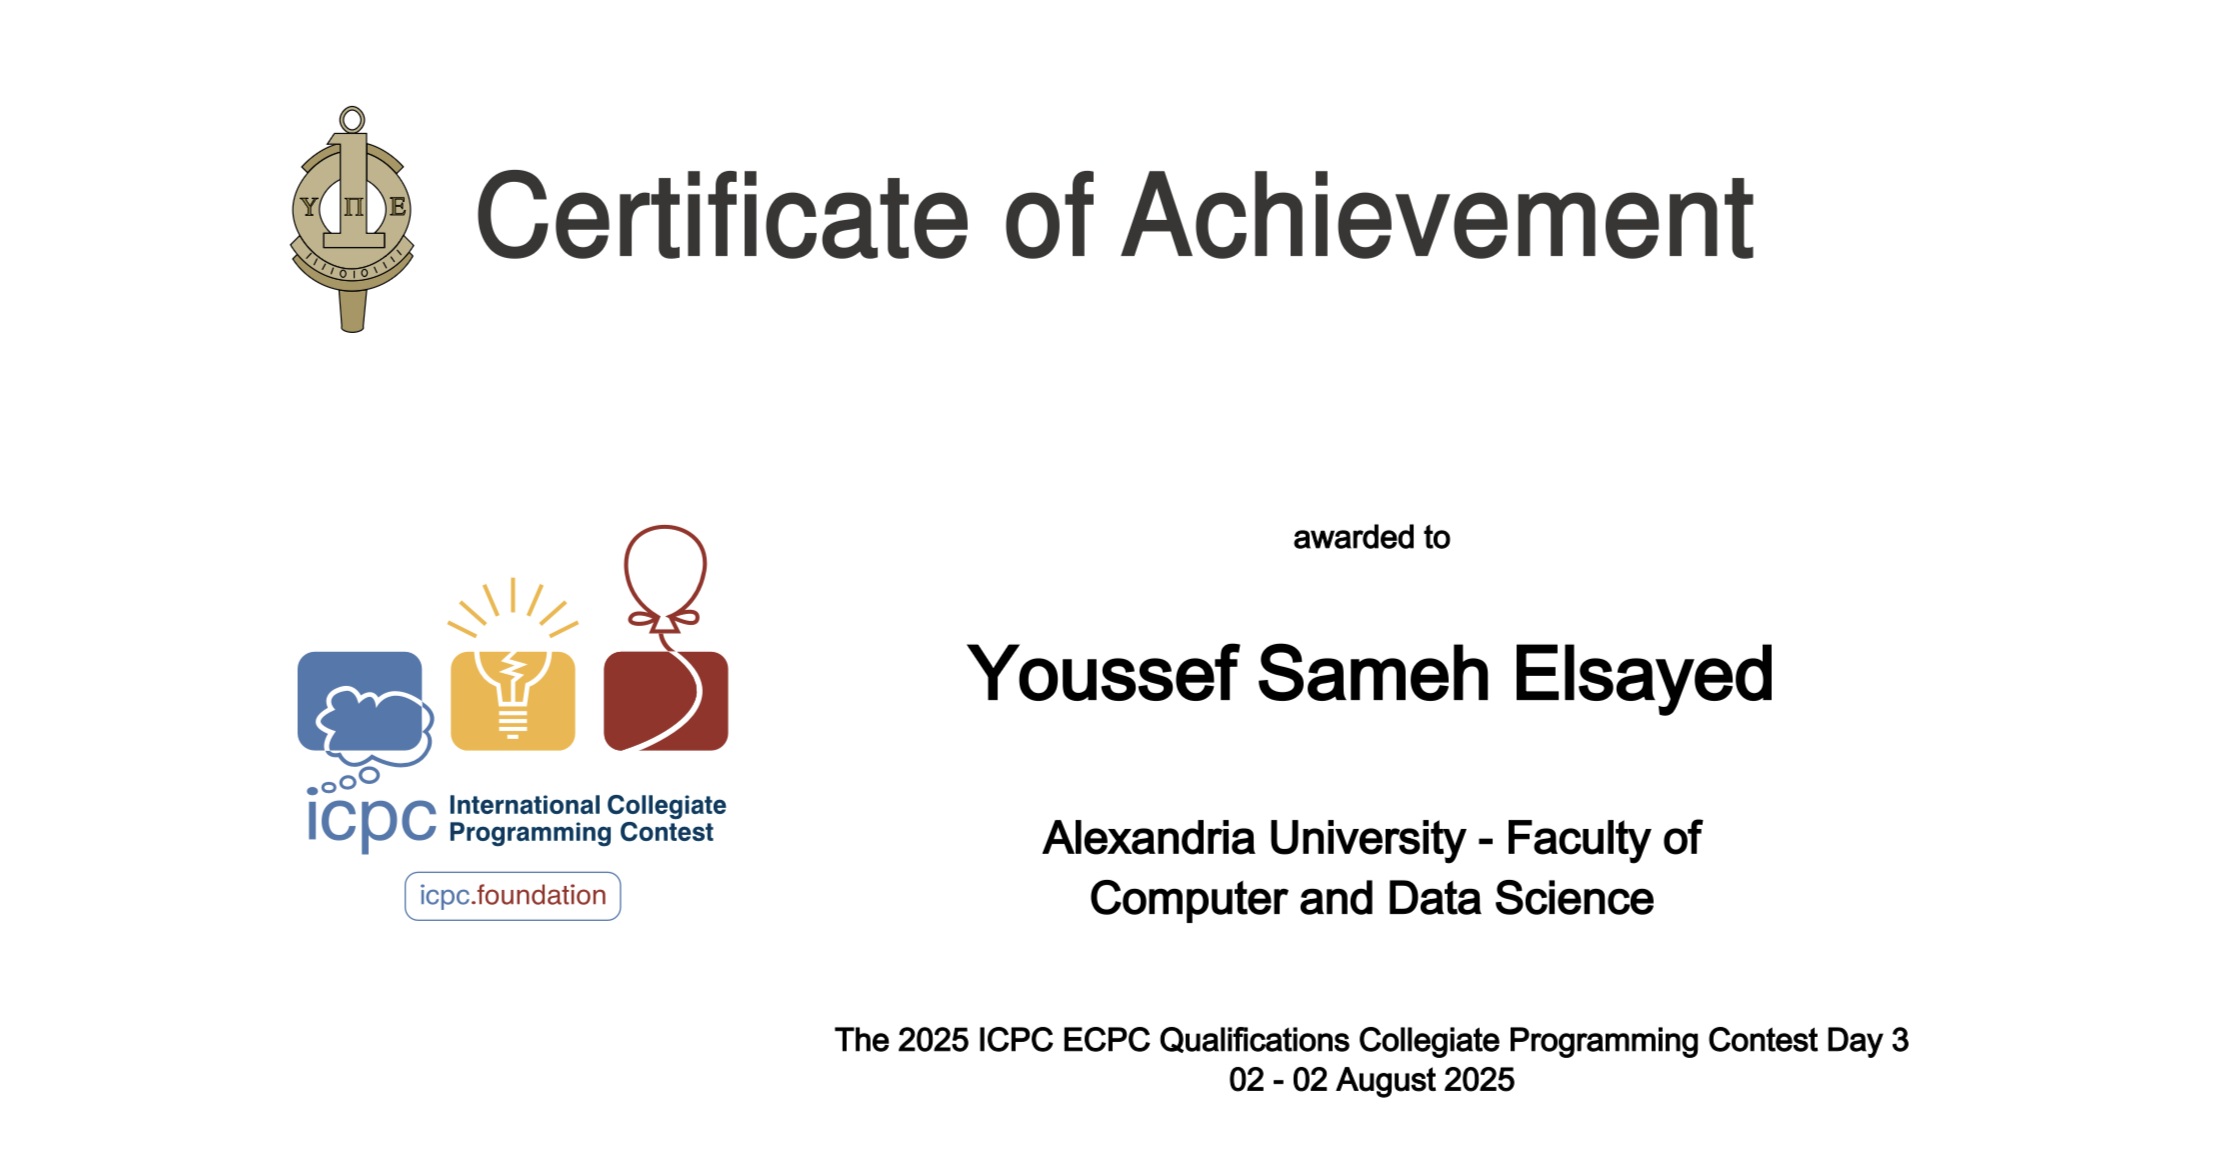 Certificate of Achievement
Υ Π Ε
awarded to
Youssef Sameh Elsayed
Alexandria University - Faculty of
Computer and Data Science
icpc International Collegiate
Programming Contest
icpc.foundation
The 2025 ICPC ECPC Qualifications Collegiate Programming Contest Day 3
02 - 02 August 2025